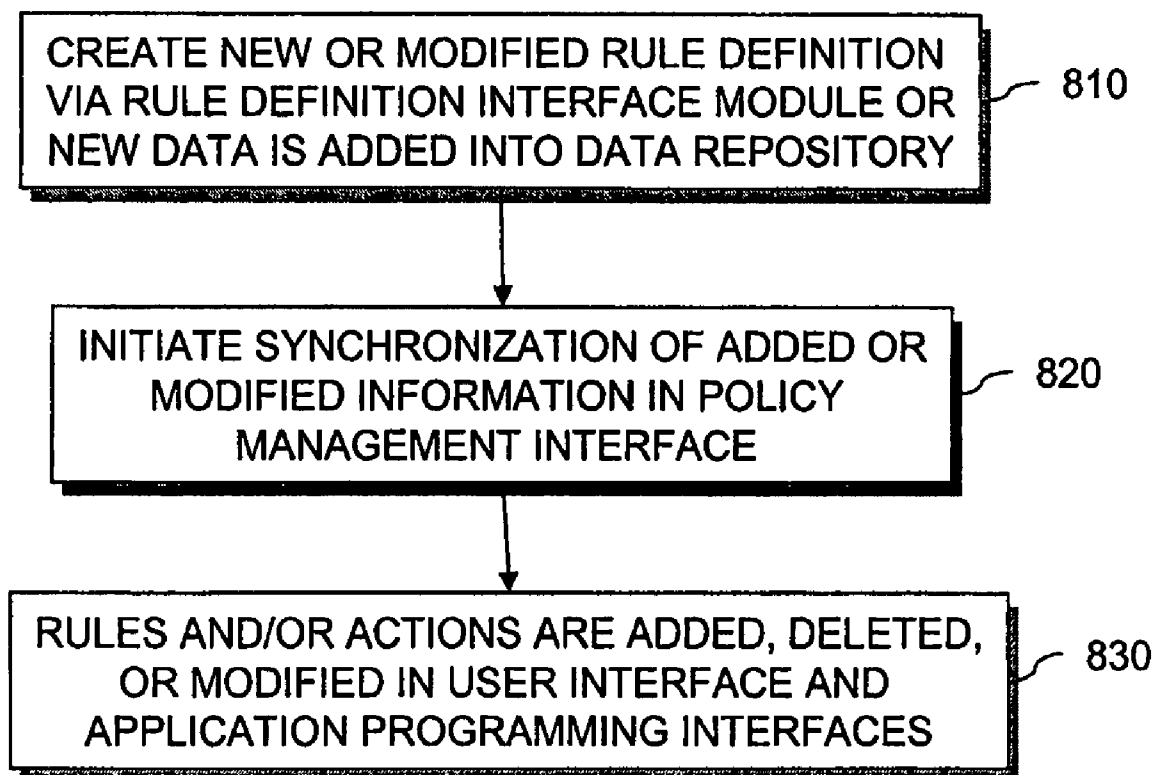 CREATE NEW OR MODIFIED RULE DEFINITION
VIA RULE DEFINITION INTERFACE MODULE OR
NEW DATA IS ADDED INTO DATA REPOSITORY
810
INITIATE SYNCHRONIZATION OF ADDED OR
MODIFIED INFORMATION IN POLICY
MANAGEMENT INTERFACE
820
RULES AND/OR ACTIONS ARE ADDED, DELETED,
OR MODIFIED IN USER INTERFACE AND
APPLICATION PROGRAMMING INTERFACES
830